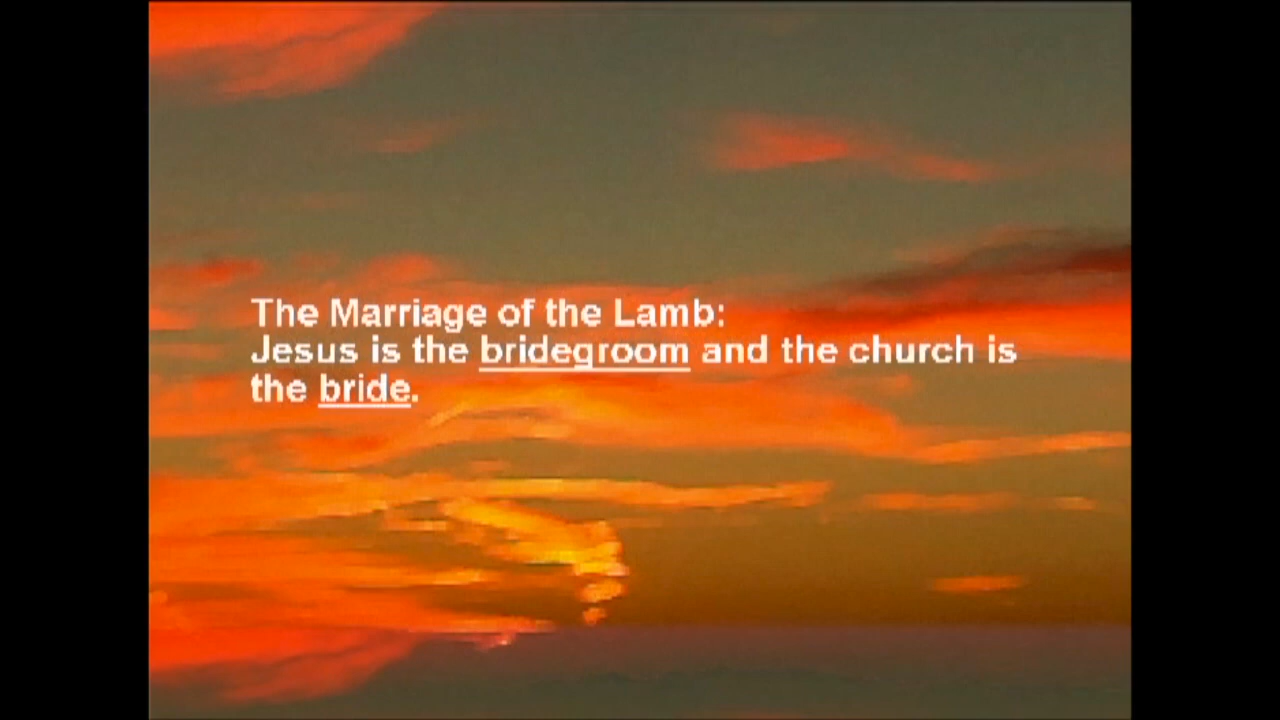 The Marriage of the Lamb:
Jesus is the bridegroom and the church is
the bride.